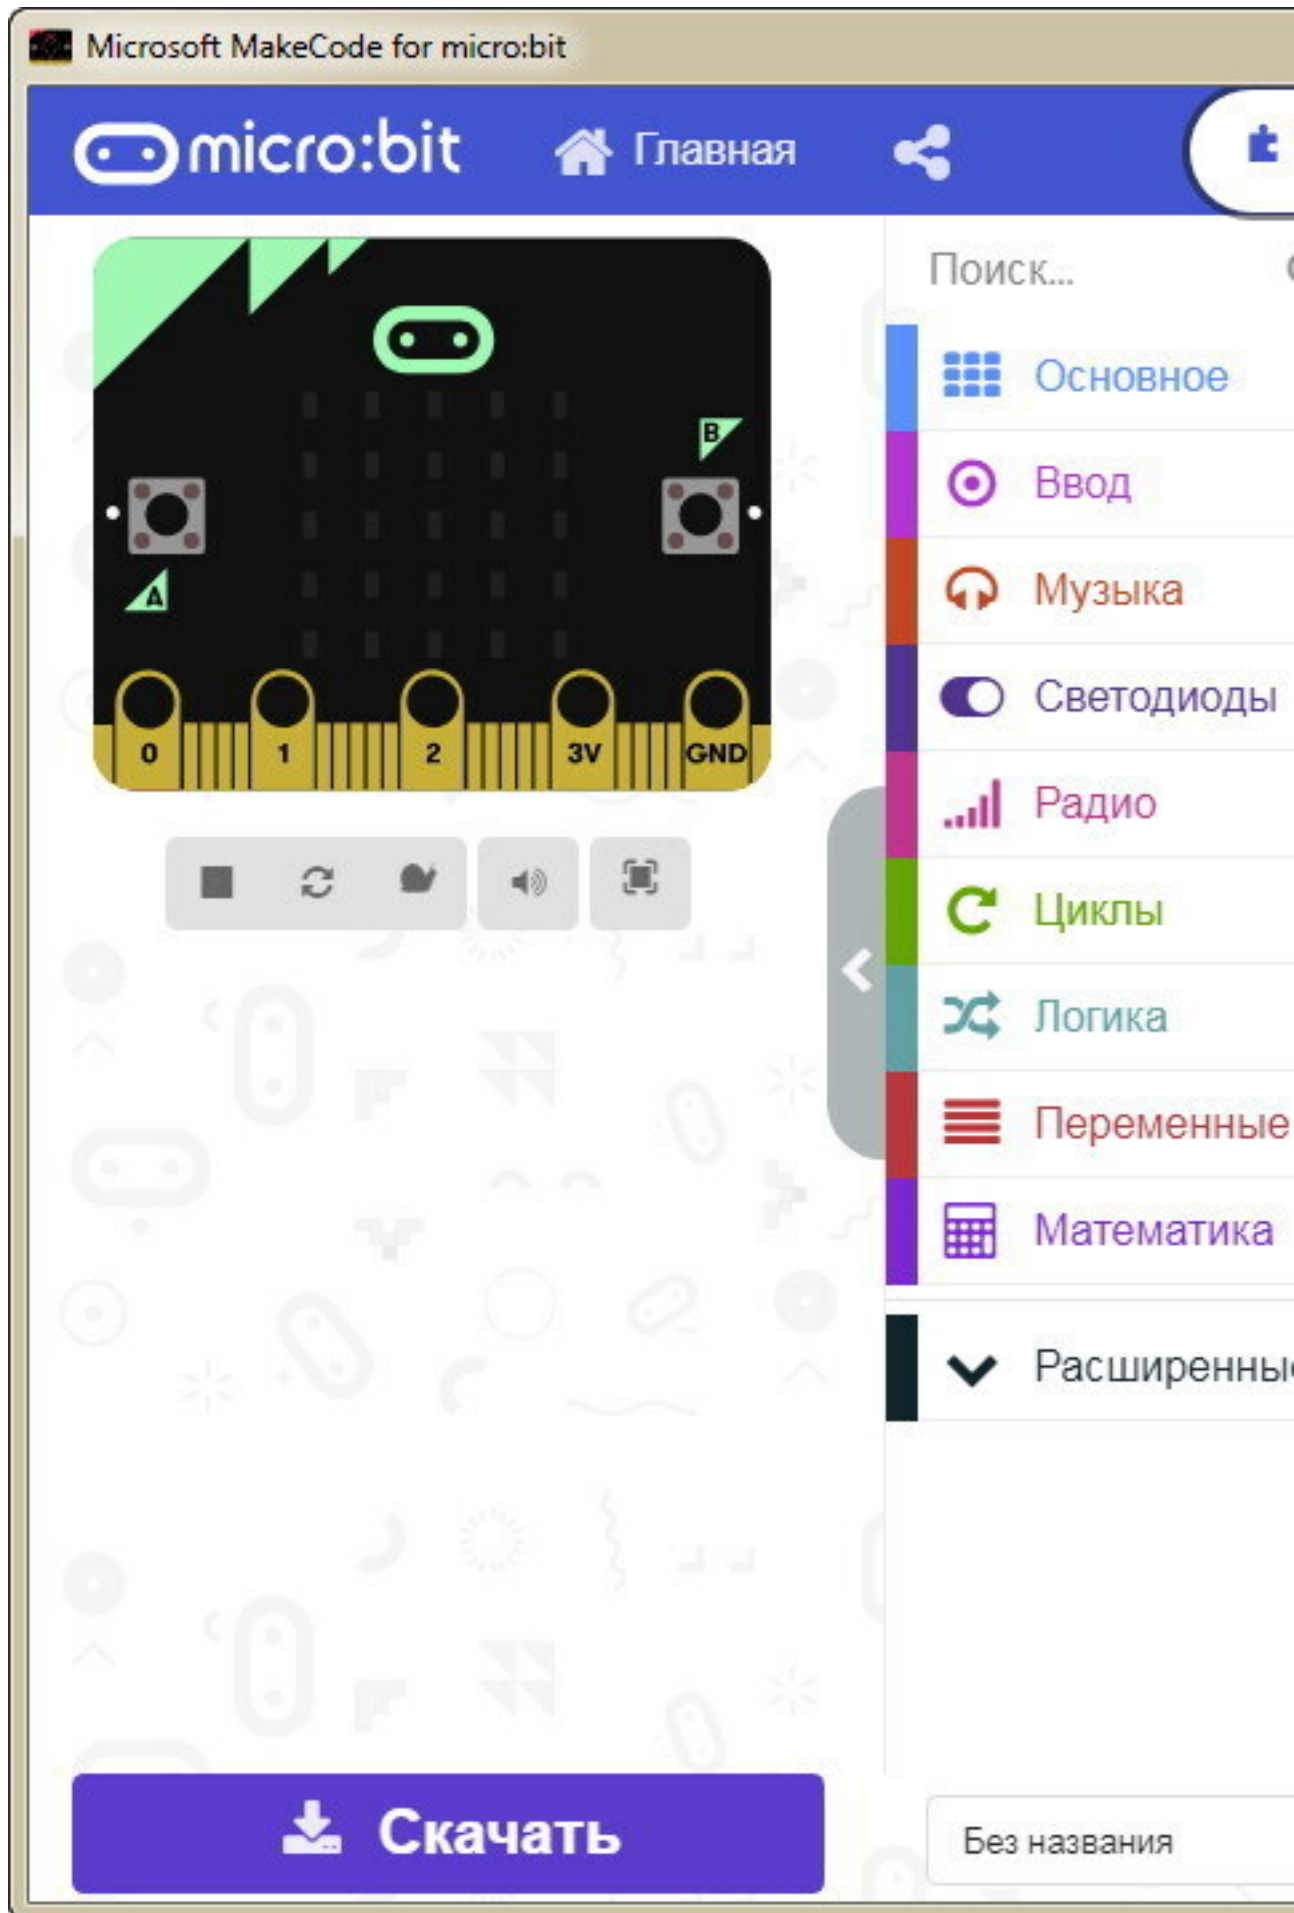 Microsoft MakeCode for micro:bit
micro:bit
Главная
Поиск...
Основное
Ввод
Музыка
Светодиоды
Радио
Циклы
Логика
Переменные
Математика
B
A
0 1 2 3V GND
Скачать
Без названия